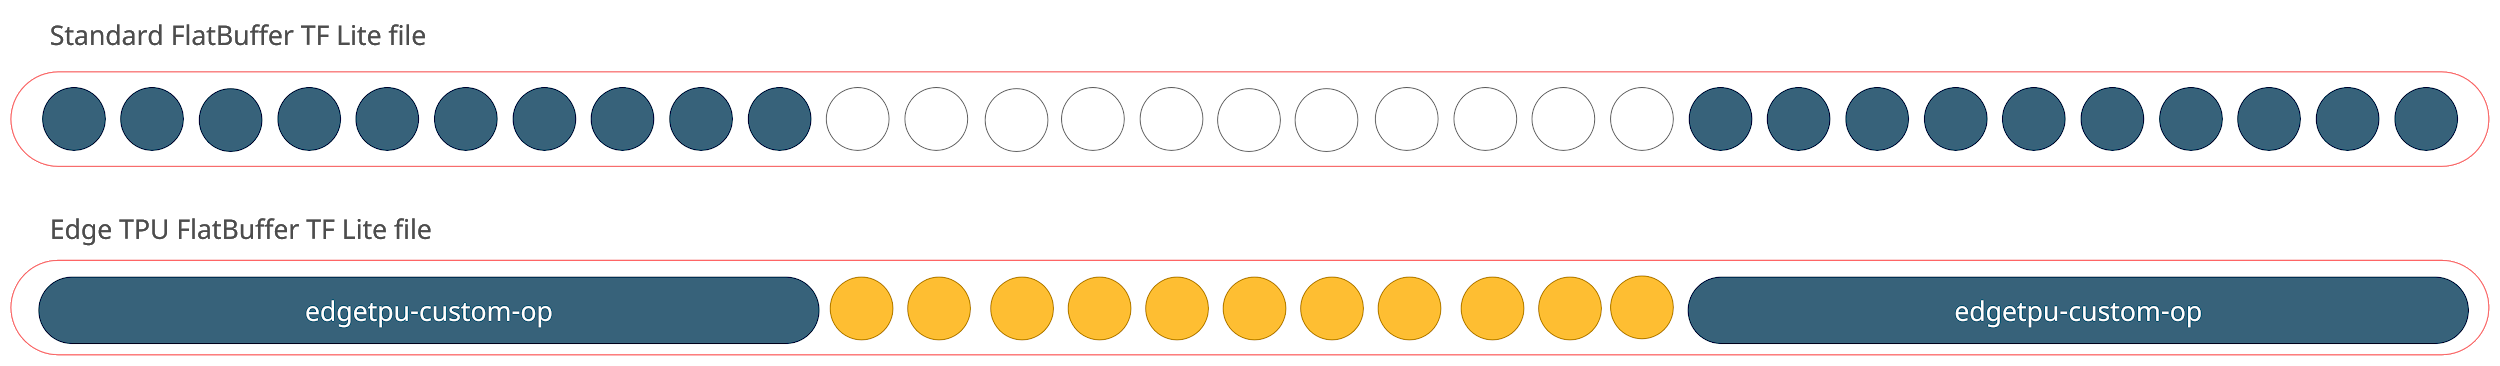 Standard FlatBuffer TF Lite file
Edge TPU FlatBuffer TF Lite file
edgetpu-custom-op
edgetpu-custom-op